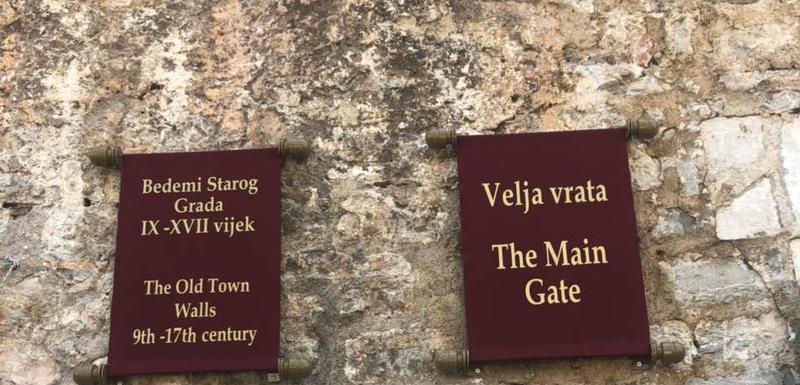 Bedemi Starog
Grada
IX -XVII vijek
The Old Town
Walls
9th -17th century
Velja vrata
The Main
Gate